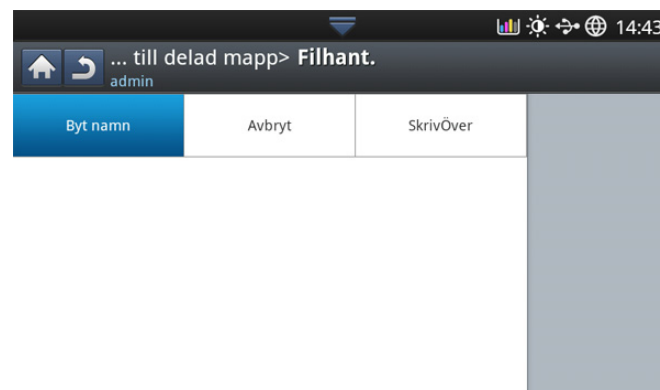 14:43
... till delad mapp> Filhant.
admin
Byt namn Avbryt SkrivÖver